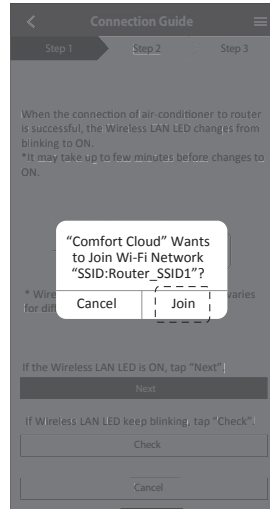 Connection Guide
Step 1 Step 2 Step 3
When the connection of air-conditioner to router
is successful, the Wireless LAN LED changes from
blinking to ON.
*It may take up to few minutes before changes to
ON.
"Comfort Cloud" Wants
to Join Wi-Fi Network
"SSID:Router_SSID1"?
* Wire varies
for diff
Cancel Join
If the Wireless LAN LED is ON, tap "Next".
Next
If Wireless LAN LED keep blinking, tap "Check".
Check
Cancel